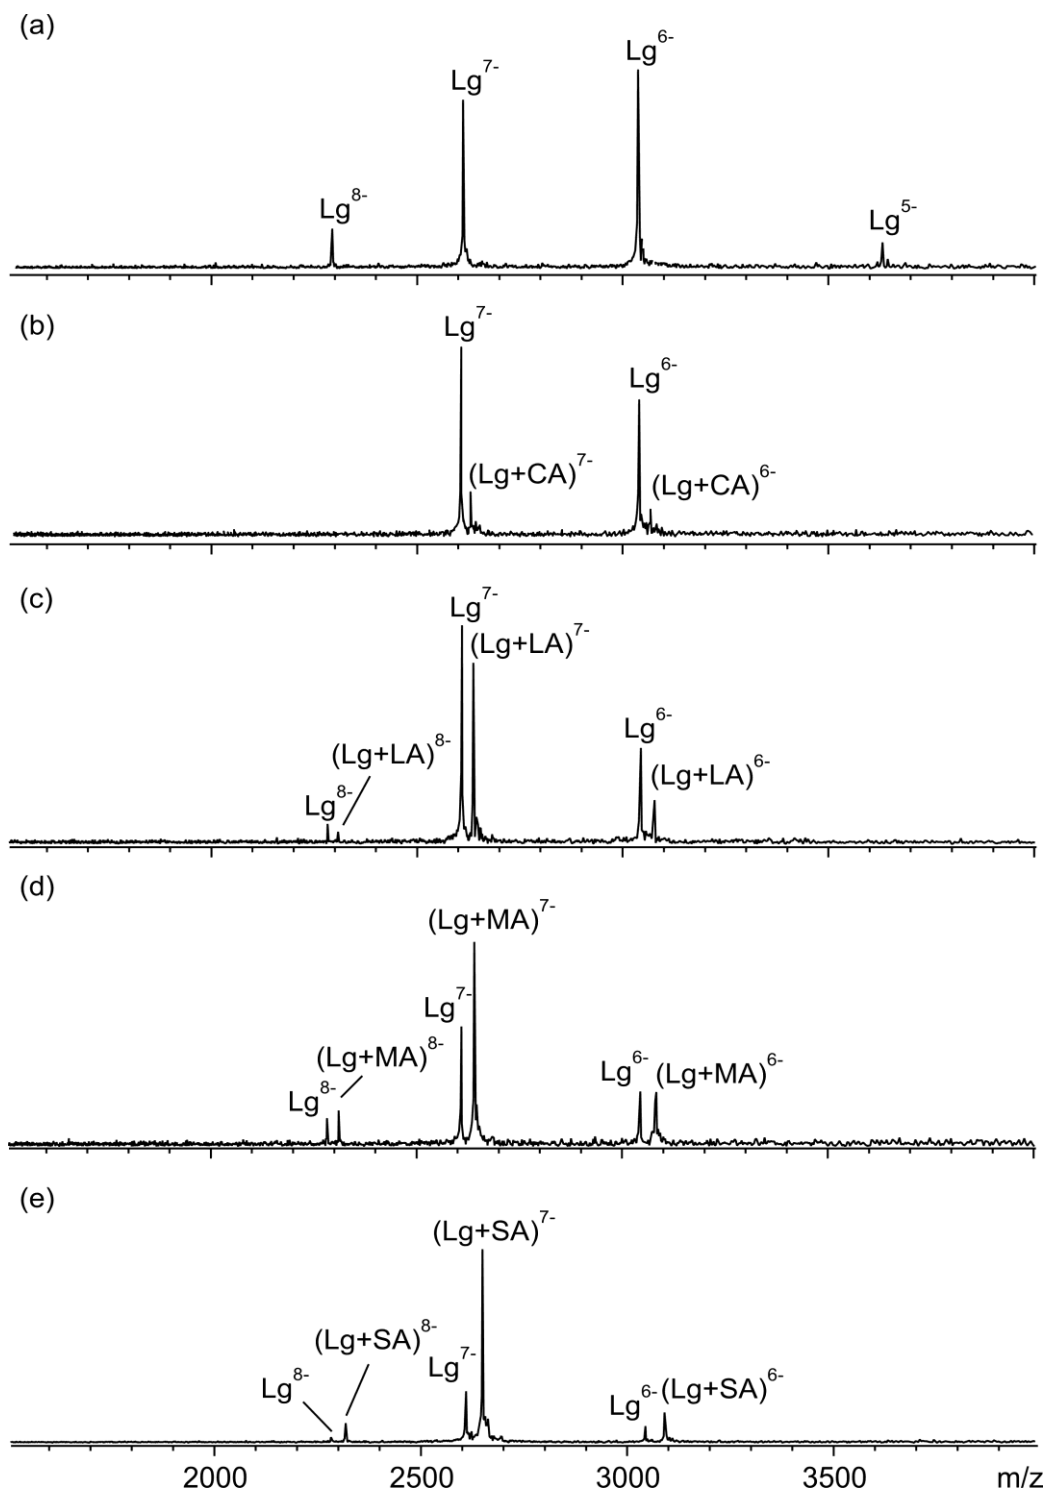 (a)
Lg8-
Lg7-
Lg6-
Lg5-
(b)
Lg7-
(Lg+CA)7-
Lg6-
(Lg+CA)6-
(c)
Lg8-
(Lg+LA)8-
Lg7-
(Lg+LA)7-
Lg6-
(Lg+LA)6-
(d)
Lg8-
(Lg+MA)8-
Lg7-
(Lg+MA)7-
Lg6-
(Lg+MA)6-
(e)
Lg8-
(Lg+SA)8-
Lg7-
(Lg+SA)7-
Lg6-
(Lg+SA)6-
2000 2500 3000 3500 m/z